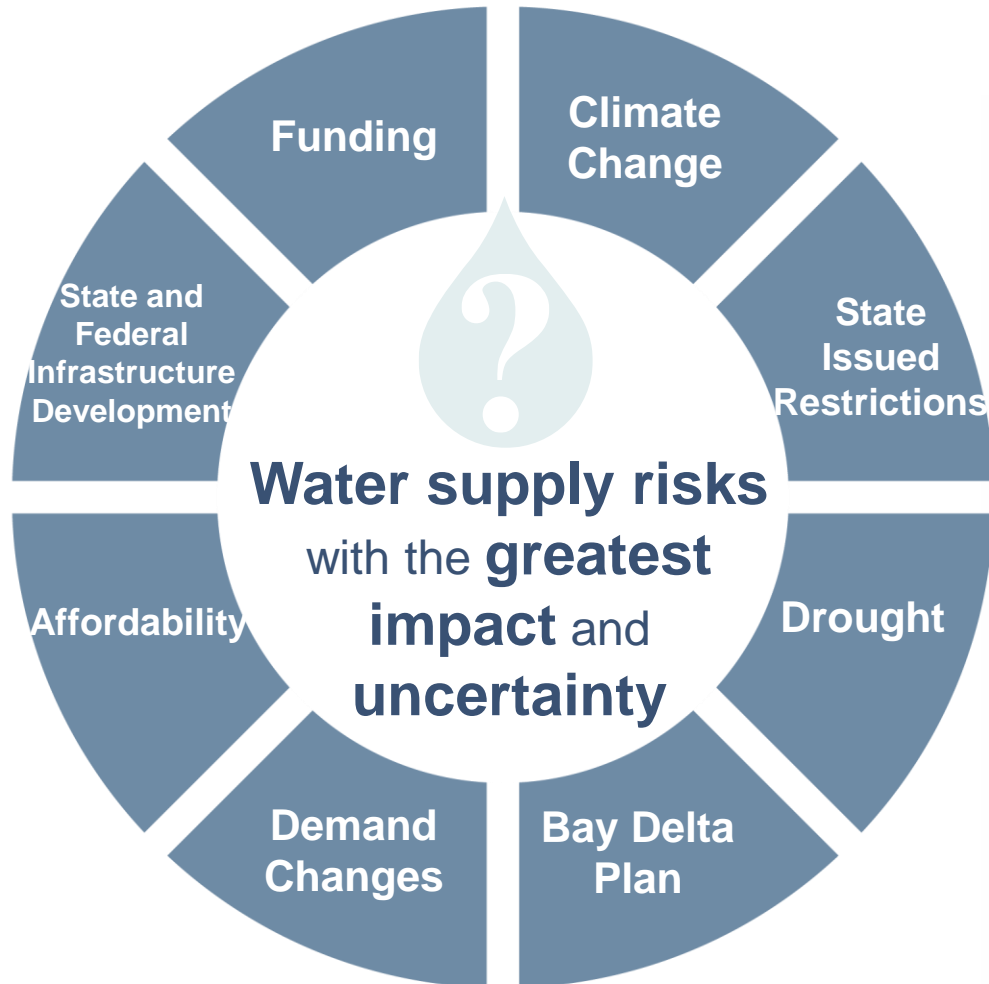 Funding
Climate
Change
State and
Federal
Infrastructure
Development
State
Issued
Restrictions
?
Water supply risks
with the greatest
impact and
uncertainty
Affordability
Drought
Demand
Changes
Bay Delta
Plan